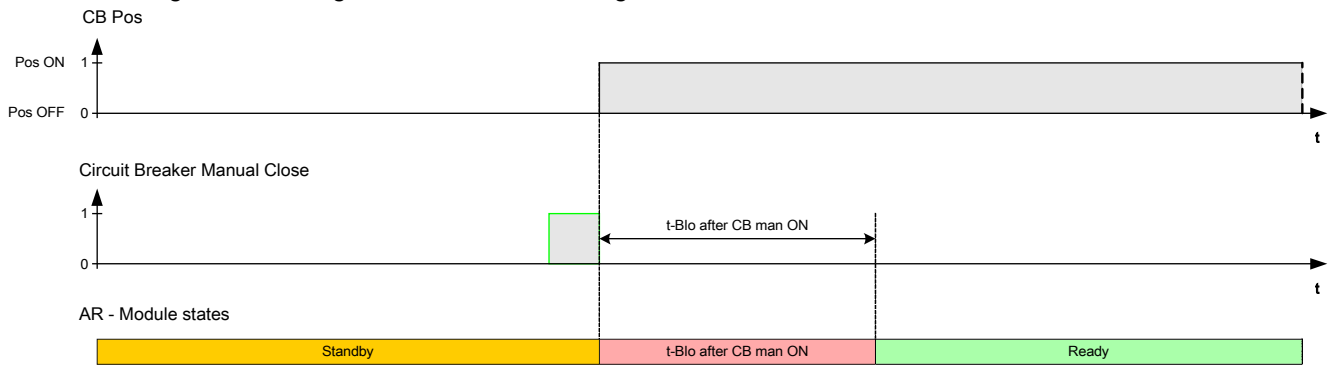 CB Pos
Pos ON 1
Pos OFF 0
t
Circuit Breaker Manual Close
1
t-Blo after CB man ON
0
t
AR - Module states
Standby t-Blo after CB man ON Ready